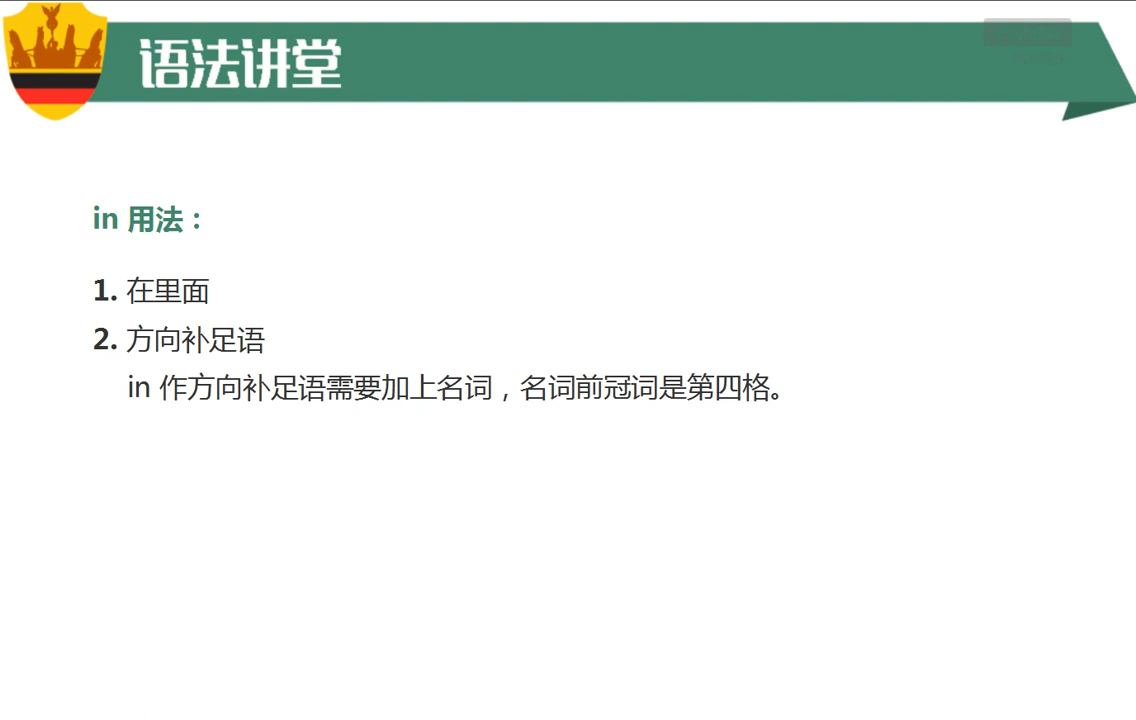 语法讲堂
in 用法：
1. 在里面
2. 方向补足语
in 作方向补足语需要加上名词，名词前冠词是第四格。